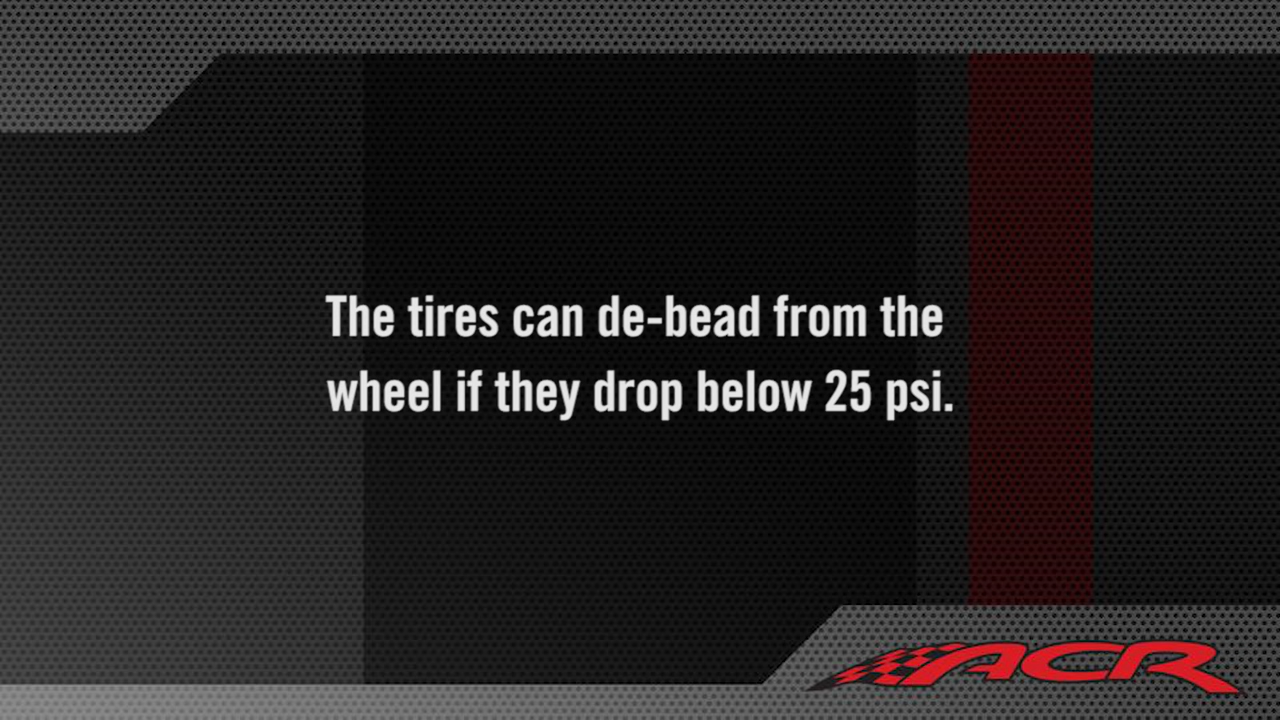 The tires can de-bead from the
wheel if they drop below 25 psi.
ACR